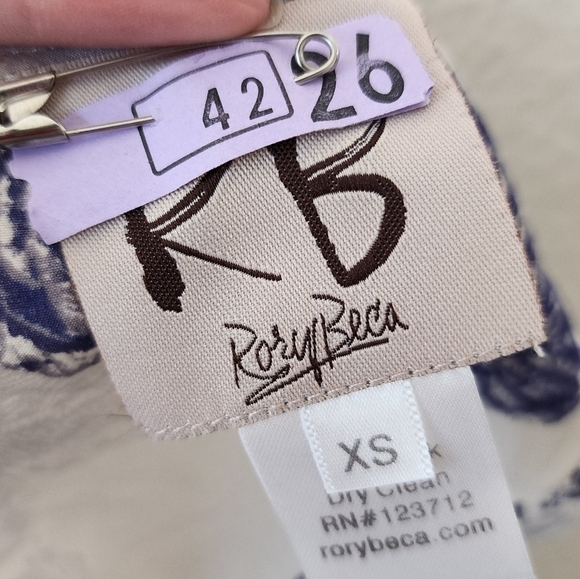 42 26
RB
RoryBeca
XS
Dry Clean
RN#123712
rorybeca.com